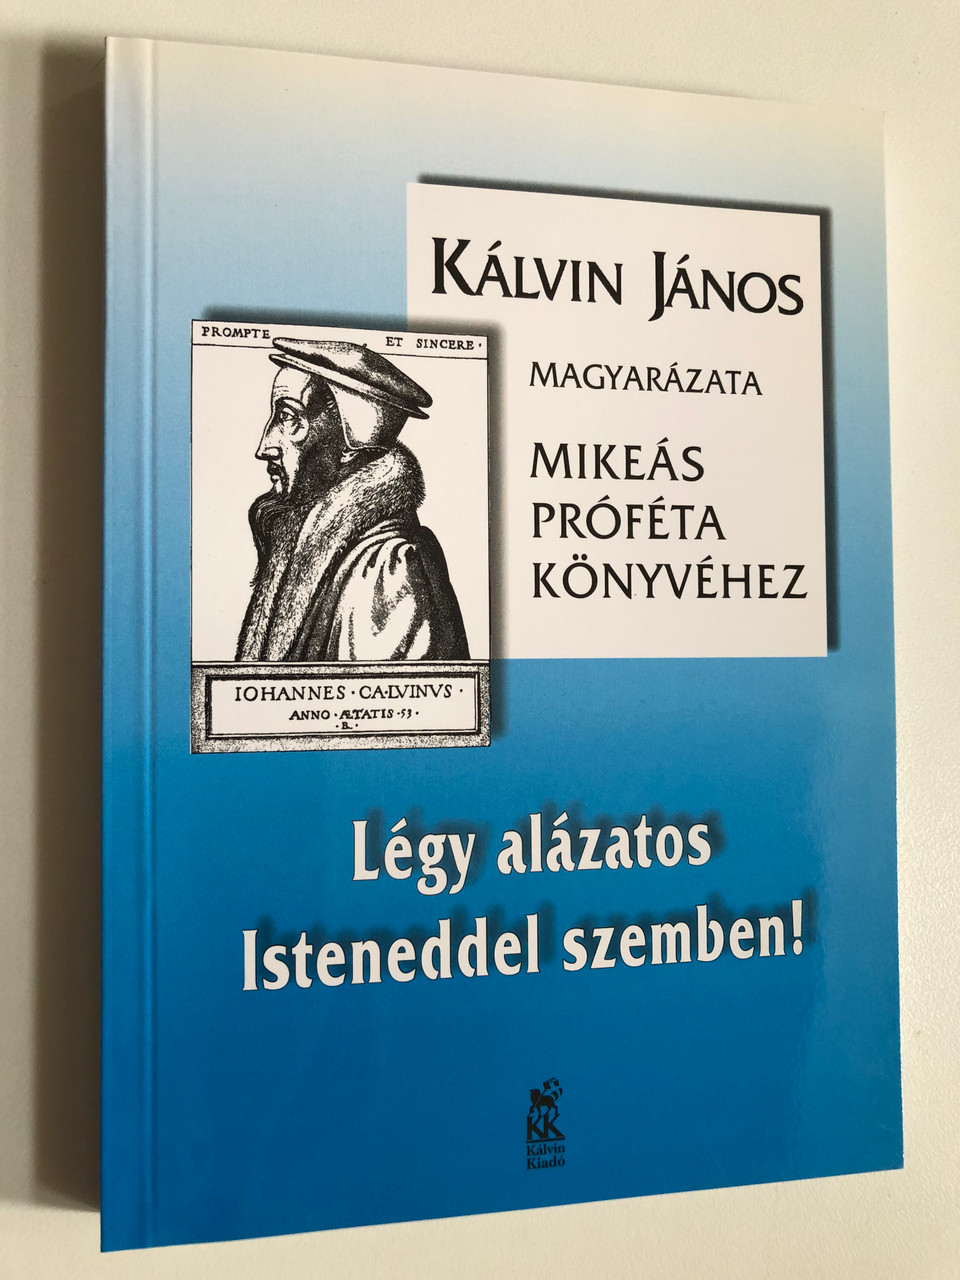 KÁLVIN JÁNOS
MAGYARÁZATA
MIKEÁS
PRÓFÉTA
KÖNYVÉHEZ
PROMPTE ET SINCERE ·
IOHANNES · CALVINVS ·
ANNO · ÆTATIS · 53 ·
· R ·
Légy alázatos
Isteneddel szemben!
KK
Kálvin
Kiadó